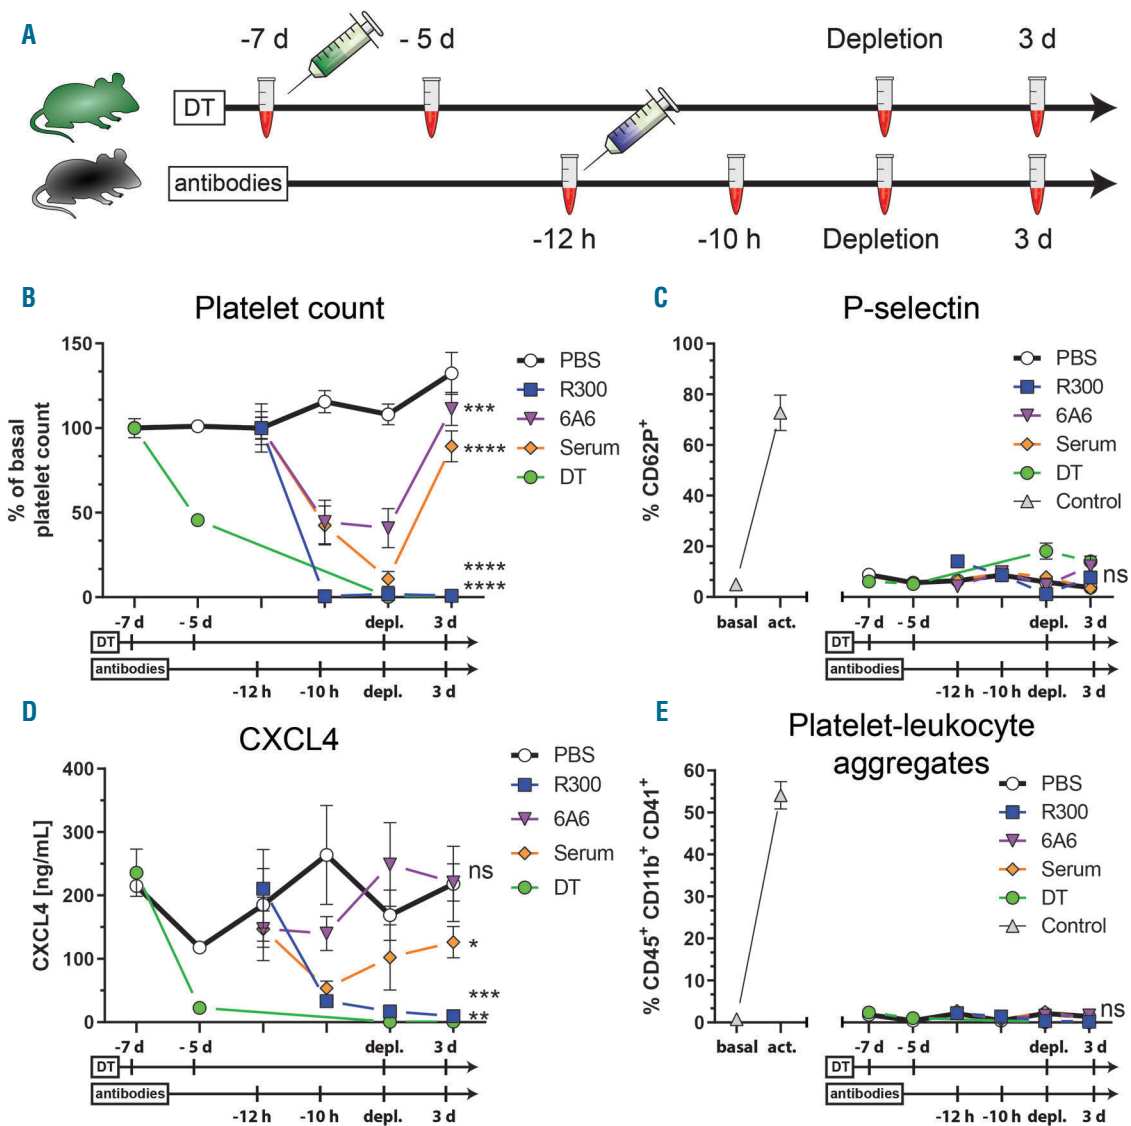 A
-7 d
- 5 d
Depletion
3 d
DT
antibodies
-12 h
-10 h
Depletion
3 d
B
Platelet count
% of basal
platelet count
150
100
50
0
PBS
R300
6A6
Serum
DT
***
****
****
****
-7 d
- 5 d
depl.
3 d
DT
antibodies
-12 h
-10 h
depl.
3 d
C
P-selectin
% CD62P+
100
80
60
40
20
0
PBS
R300
6A6
Serum
DT
Control
ns
basal
act.
-7 d
- 5 d
depl.
3 d
DT
antibodies
-12 h
-10 h
depl.
3 d
D
CXCL4
CXCL4 [ng/mL]
400
300
200
100
0
PBS
R300
6A6
Serum
DT
ns
*
***
**
-7 d
- 5 d
depl.
3 d
DT
antibodies
-12 h
-10 h
depl.
3 d
E
Platelet-leukocyte
aggregates
% CD45+ CD11b+ CD41+
60
50
40
30
20
10
0
PBS
R300
6A6
Serum
DT
Control
ns
basal
act.
-7 d
- 5 d
depl.
3 d
DT
antibodies
-12 h
-10 h
depl.
3 d